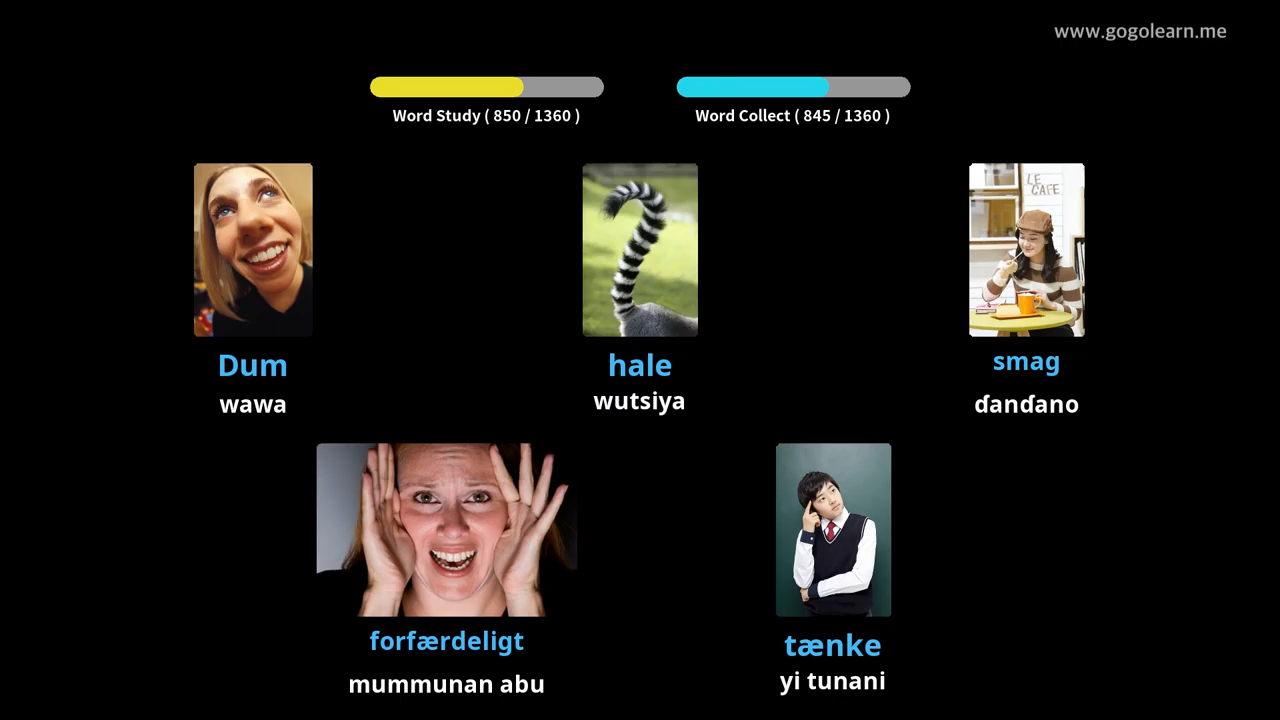 www.gogolearn.me
Word Study ( 850 / 1360 )
Word Collect ( 845 / 1360 )
LE
CAFE
Dum
hale
smag
wawa
wutsiya
ɗanɗano
forfærdeligt
tænke
mummunan abu
yi tunani